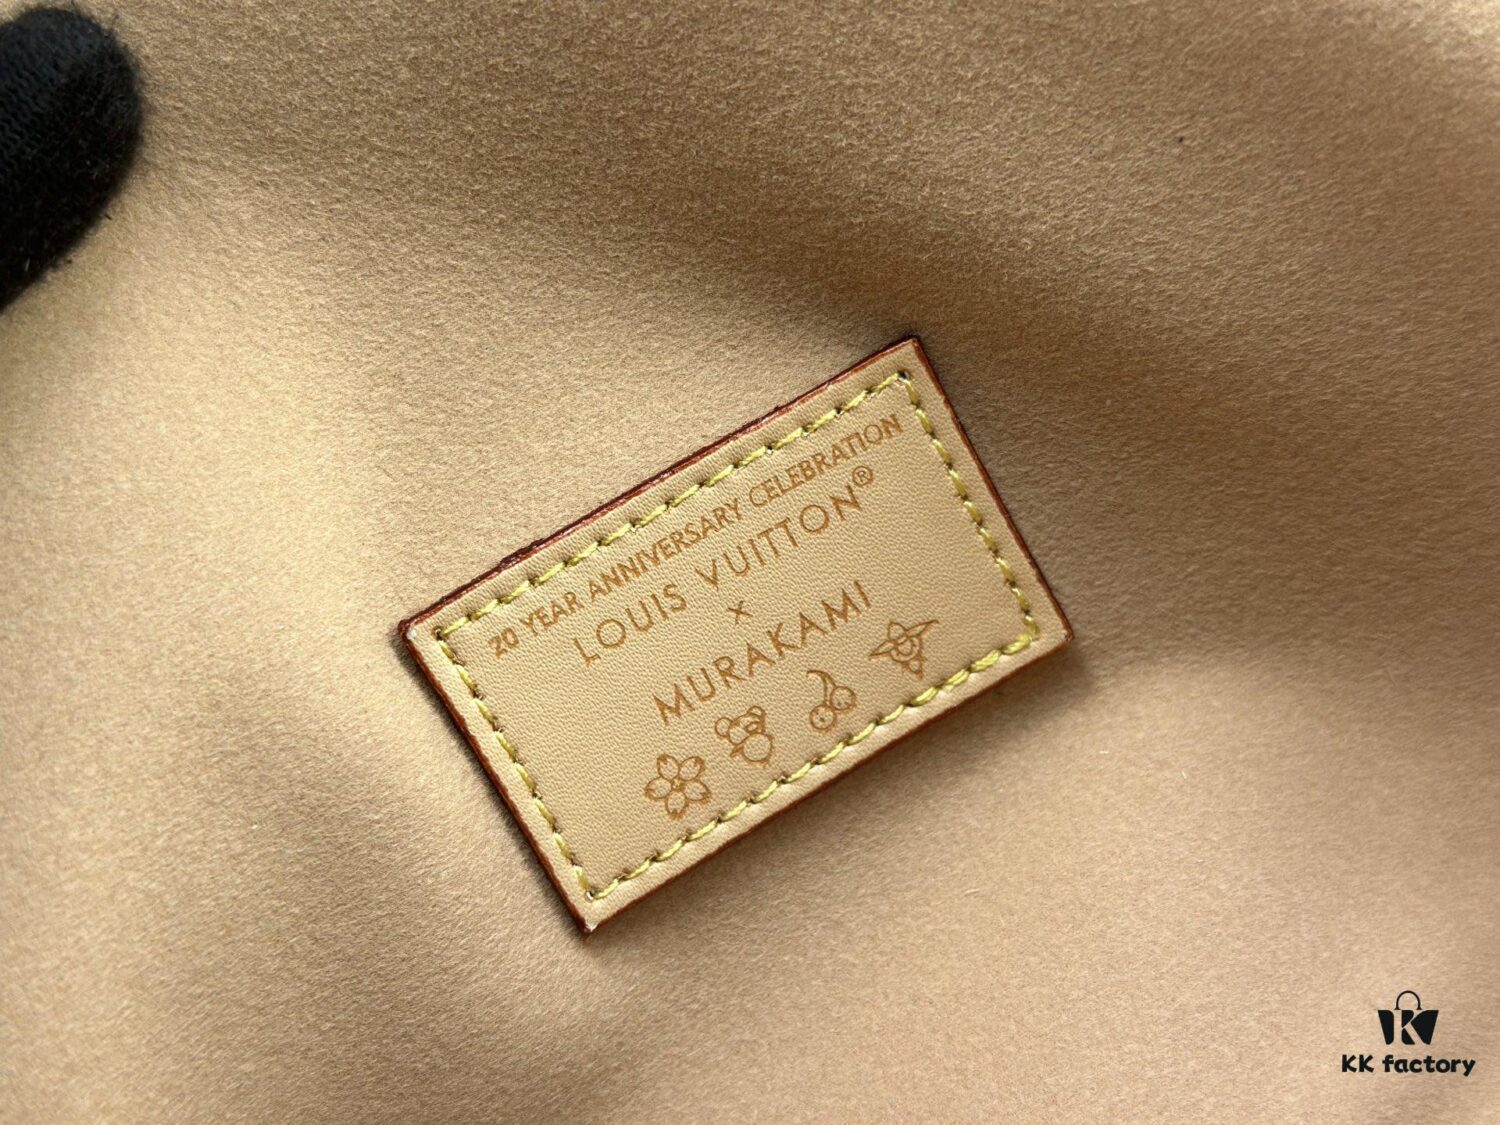 20 YEAR ANNIVERSARY CELEBRATION
LOUIS VUITTON®
×
MURAKAMI
KK factory